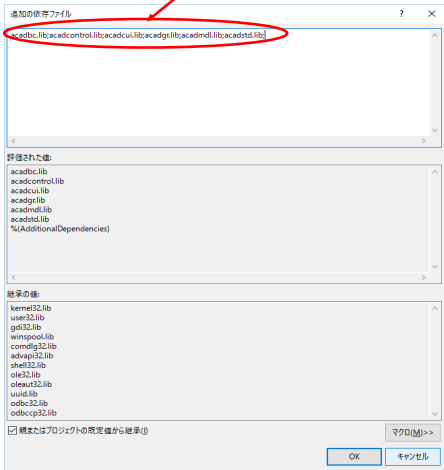 追加の依存ファイル
acadbc.lib;acadcontrol.lib;acadcui.lib;acadgr.lib;acadmdl.lib;acadstd.lib;
評価された値:
acadbc.lib
acadcontrol.lib
acadcui.lib
acadgr.lib
acadmdl.lib
acadstd.lib
%(AdditionalDependencies)
継承の値:
kernel32.lib
user32.lib
gdi32.lib
winspool.lib
comdlg32.lib
advapi32.lib
shell32.lib
ole32.lib
oleaut32.lib
uuid.lib
odbc32.lib
odbccp32.lib
親またはプロジェクトの既定値から継承(I)
マクロ(M)>>
OK
キャンセル